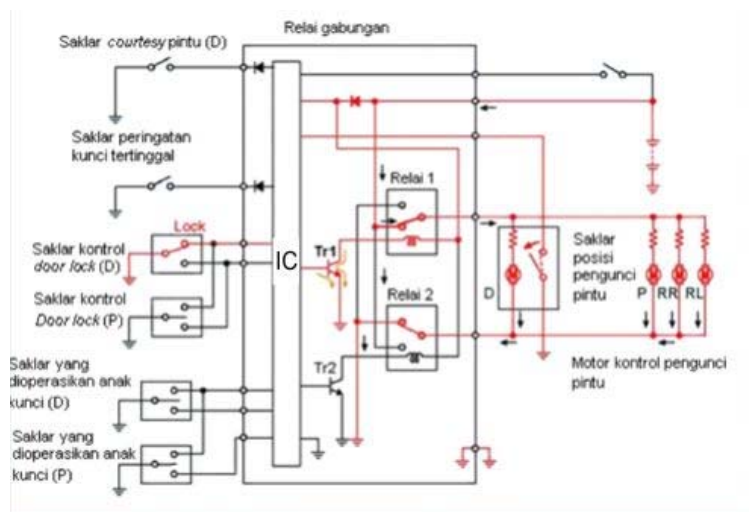 Relai gabungan
Saklar courtesy pintu (D)
Saklar peringatan
kunci tertinggal
Relai 1
Lock
Saklar kontrol
door lock (D)
IC
Tr1
Saklar
posisi
pengunci
pintu
D
P RR RL
Saklar kontrol
Door lock (P)
Relai 2
Motor kontrol pengunci
pintu
Saklar yang
dioperasikan anak
kunci (D)
Tr2
Saklar yang
dioperasikan anak
kunci (P)